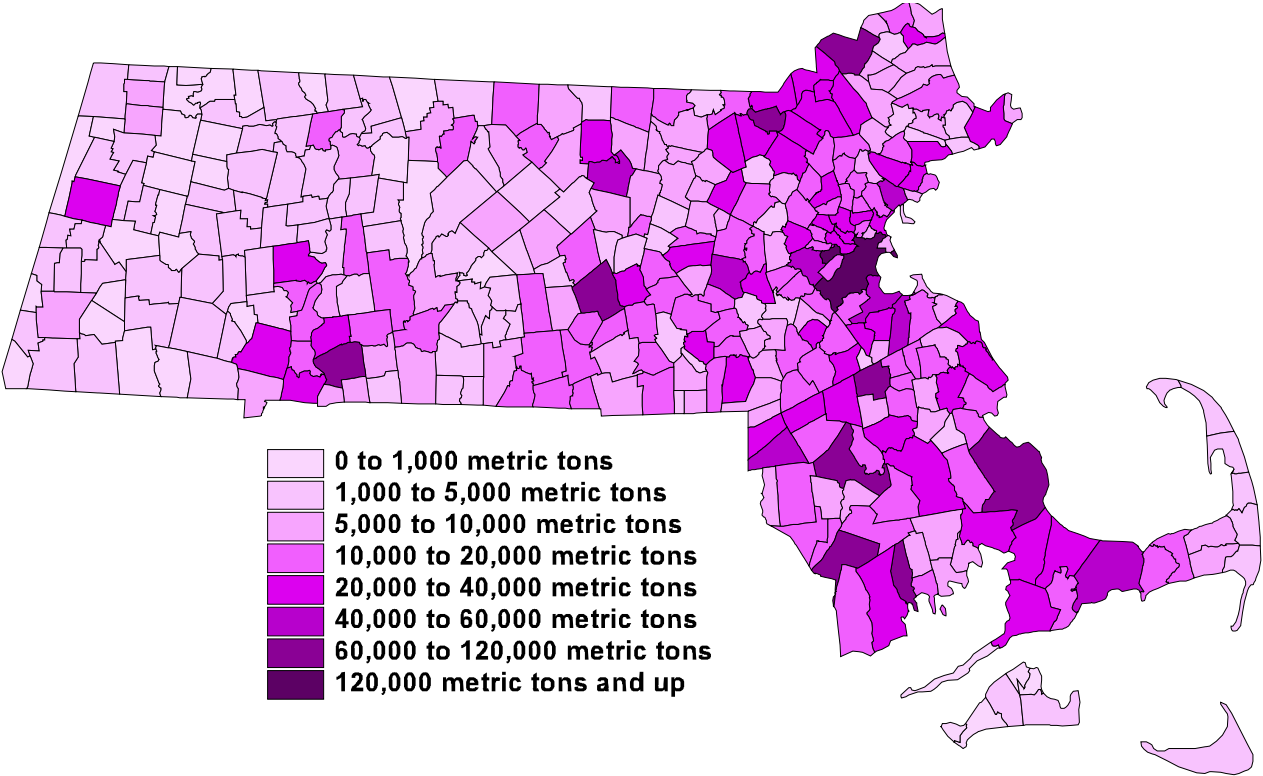 0 to 1,000 metric tons
1,000 to 5,000 metric tons
5,000 to 10,000 metric tons
10,000 to 20,000 metric tons
20,000 to 40,000 metric tons
40,000 to 60,000 metric tons
60,000 to 120,000 metric tons
120,000 metric tons and up